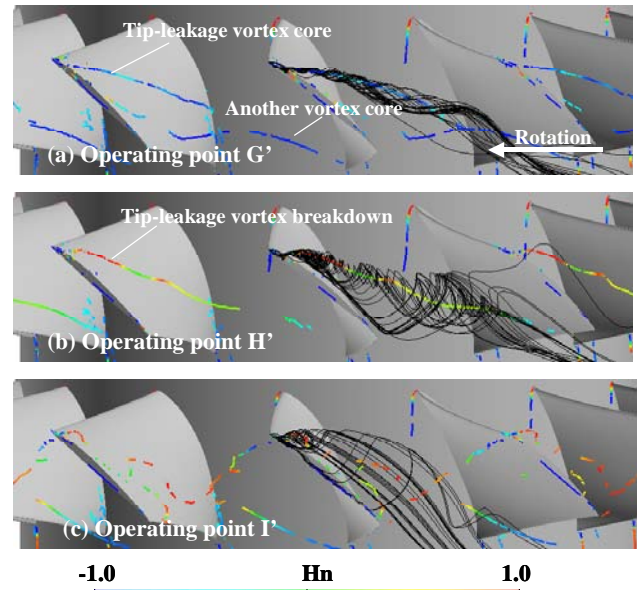 Tip-leakage vortex core
Another vortex core
Rotation
(a) Operating point G’
Tip-leakage vortex breakdown
(b) Operating point H’
(c) Operating point I’
-1.0 Hn 1.0